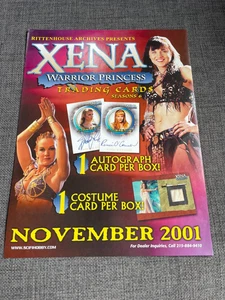 RITTENHOUSE ARCHIVES PRESENTS
XENA
WARRIOR PRINCESS
TRADING CARDS
SEASONS 6
1 AUTOGRAPH
CARD PER BOX!
1 COSTUME
CARD PER BOX!
NOVEMBER 2001
WWW.SCIFIHOBBY.COM
For Dealer Inquiries, Call